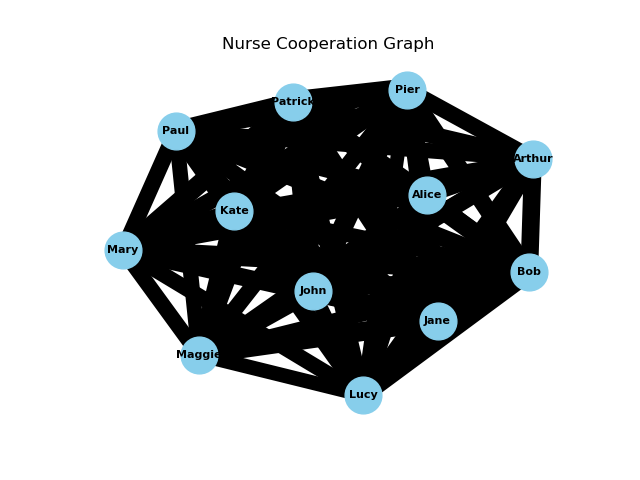 Nurse Cooperation Graph
Pier
Patrick
Paul
Arthur
Alice
Kate
Mary
Bob
John
Jane
Maggie
Lucy